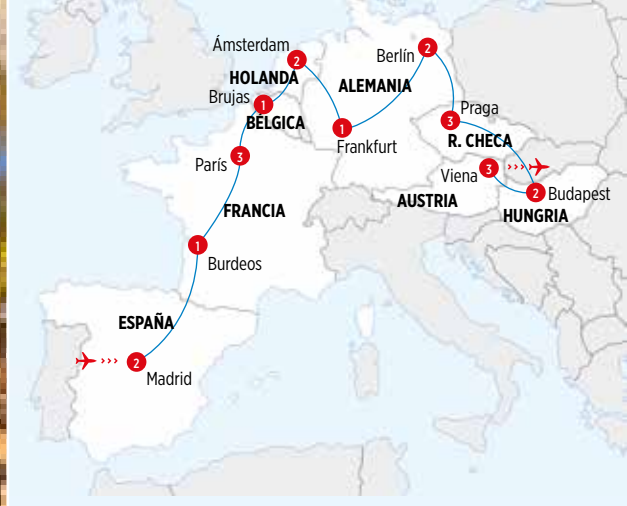 Ámsterdam
2
Berlín
2
HOLANDA
ALEMANIA
Brujas
1
BÉLGICA
1
Frankfurt
Praga
3
R. CHECA
París
3
Viena
3
›››
Budapest
2
AUSTRIA
HUNGRIA
FRANCIA
1
Burdeos
ESPAÑA
›››
2
Madrid